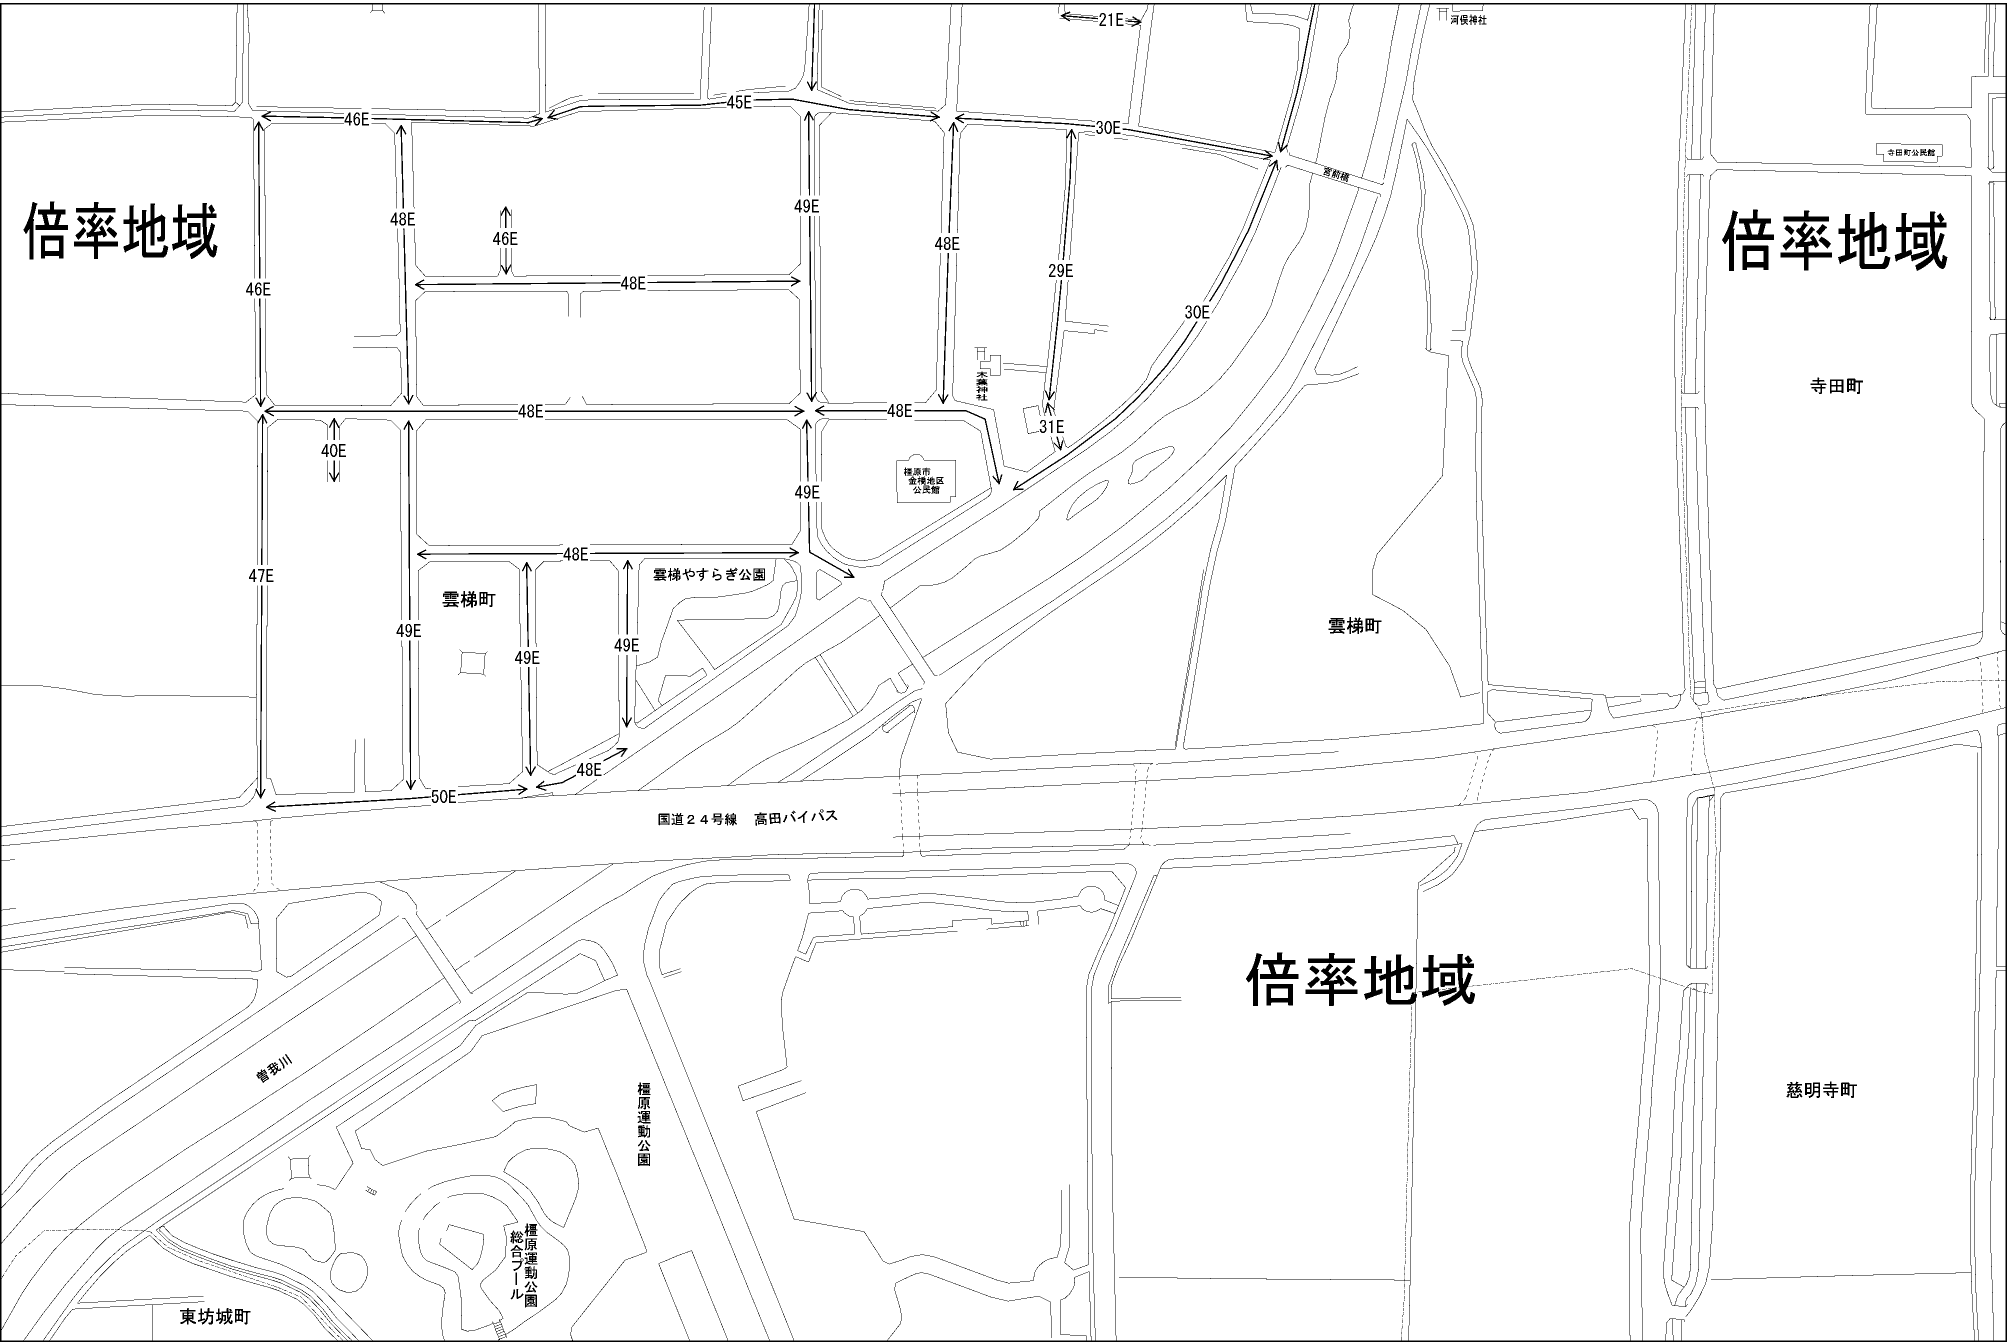 21E
河俣神社
45E
46E
30E
宮前橋
寺田町公民館
倍率地域
48E
46E
49E
48E
29E
倍率地域
46E
48E
30E
木葉神社
寺田町
48E
48E
31E
40E
橿原市
金橋地区
公民館
49E
48E
47E
雲梯やすらぎ公園
雲梯町
49E
49E
49E
雲梯町
48E
50E
国道24号線 高田バイパス
倍率地域
曽我川
橿原運動公園
慈明寺町
橿原運動公園
総合プール
東坊城町